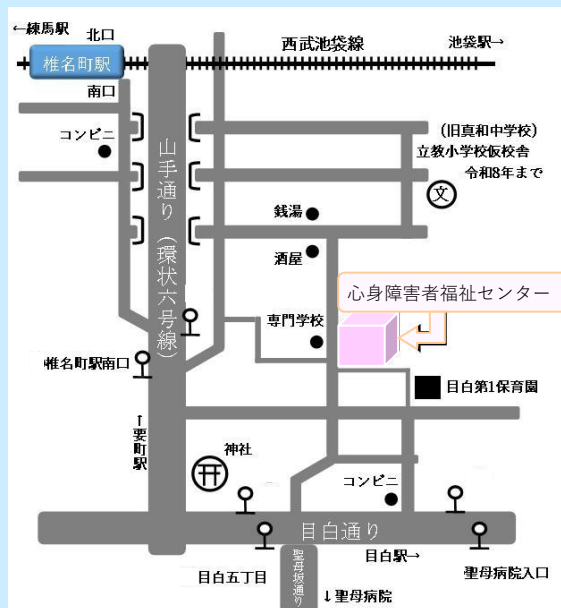 ←練馬駅
北口
西武池袋線
池袋駅→
椎名町駅
南口
コンビニ
山手通り(環状六号線)
(旧真和中学校)
立教小学校仮校舎
令和8年まで
文
銭湯
酒屋
心身障害者福祉センター
専門学校
椎名町駅南口
目白第1保育園
←要町駅
神社
コンビニ
目白通り
目白駅→
目白五丁目
聖母坂通り
↓聖母病院
聖母病院入口